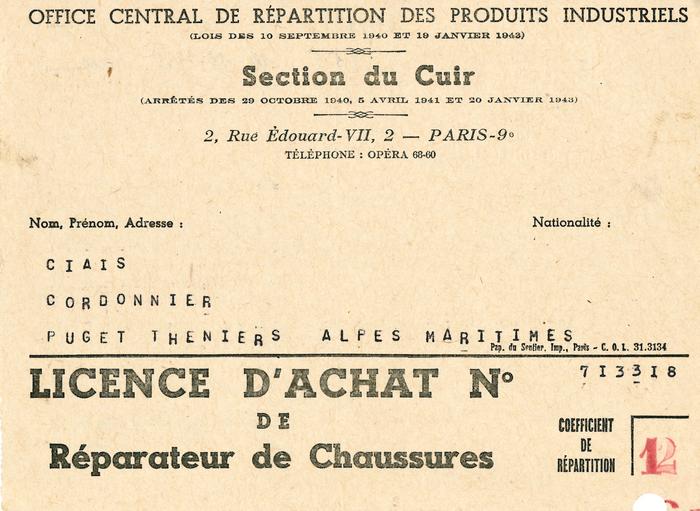 OFFICE CENTRAL DE RÉPARTITION DES PRODUITS INDUSTRIELS
(LOIS DES 10 SEPTEMBRE 1940 ET 19 JANVIER 1943)
Section du Cuir
(ARRÊTÉS DES 29 OCTOBRE 1940, 5 AVRIL 1941 ET 20 JANVIER 1943)
2, Rue Édouard-VII, 2 — PARIS-9º
TÉLÉPHONE : OPÉRA 68-60
Nom, Prénom, Adresse : Nationalité :
CIAIS
CORDONNIER
PUGET THENIERS ALPES MARITIMES
Pap. du Sentier, Imp., Paris - C. O. L. 31.3134
LICENCE D'ACHAT Nº 713318
DE
Réparateur de Chaussures
COEFFICIENT
DE
RÉPARTITION
12